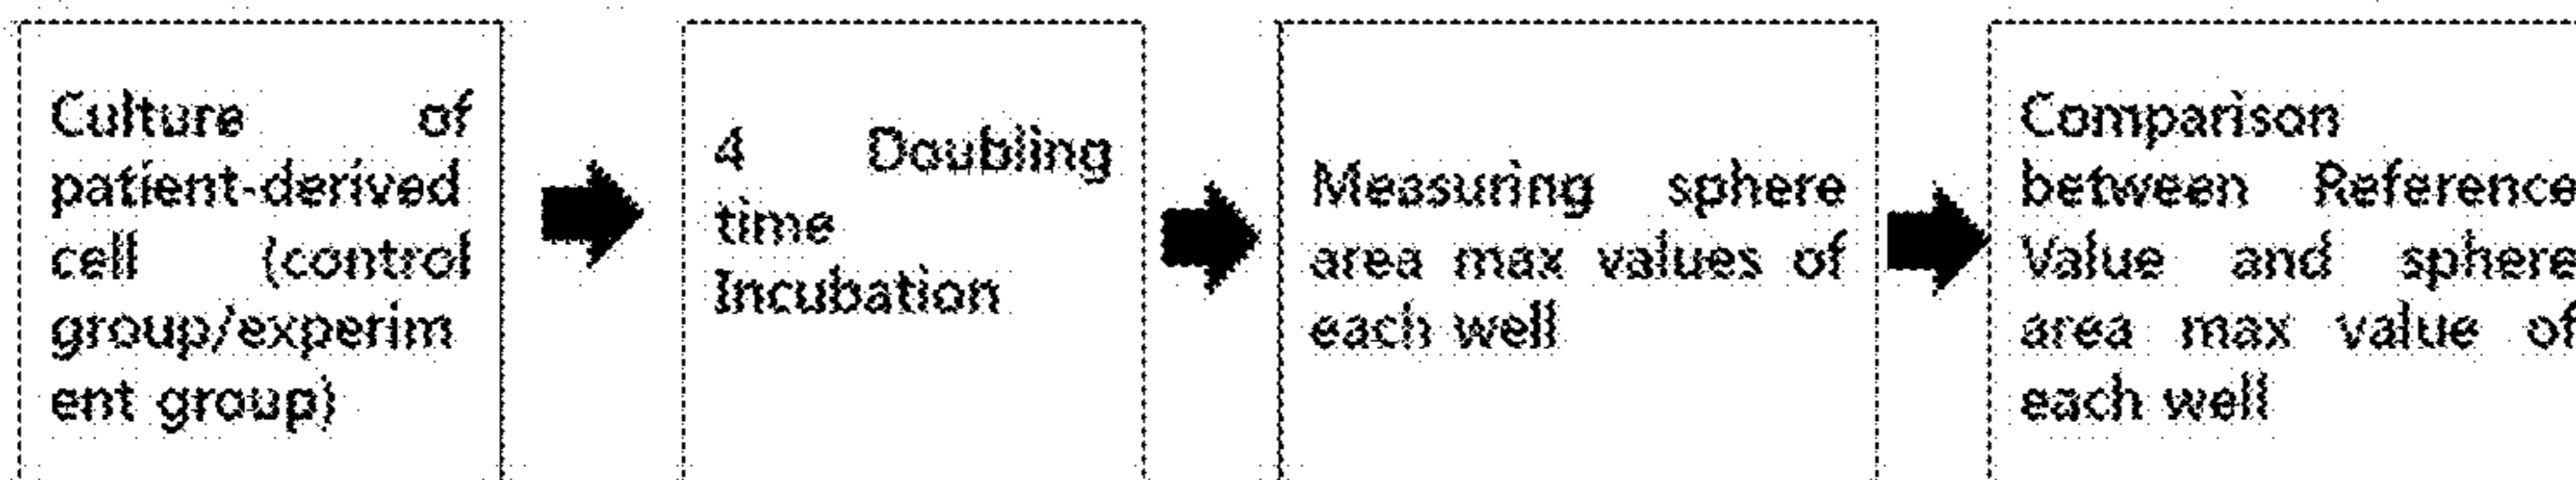 Culture of
patient-derived
cell (control
group/experim
ent group)
4 Doubling
time
Incubation
Measuring sphere
area max values of
each well
Comparison
between Reference
Value and sphere
area max value of
each well